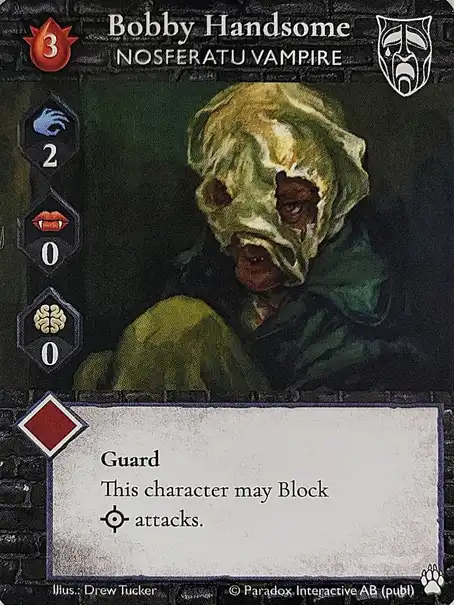 3
Bobby Handsome
NOSFERATU VAMPIRE
2
0
0
Guard
This character may Block
attacks.
Illus.: Drew Tucker
© Paradox Interactive AB (publ)